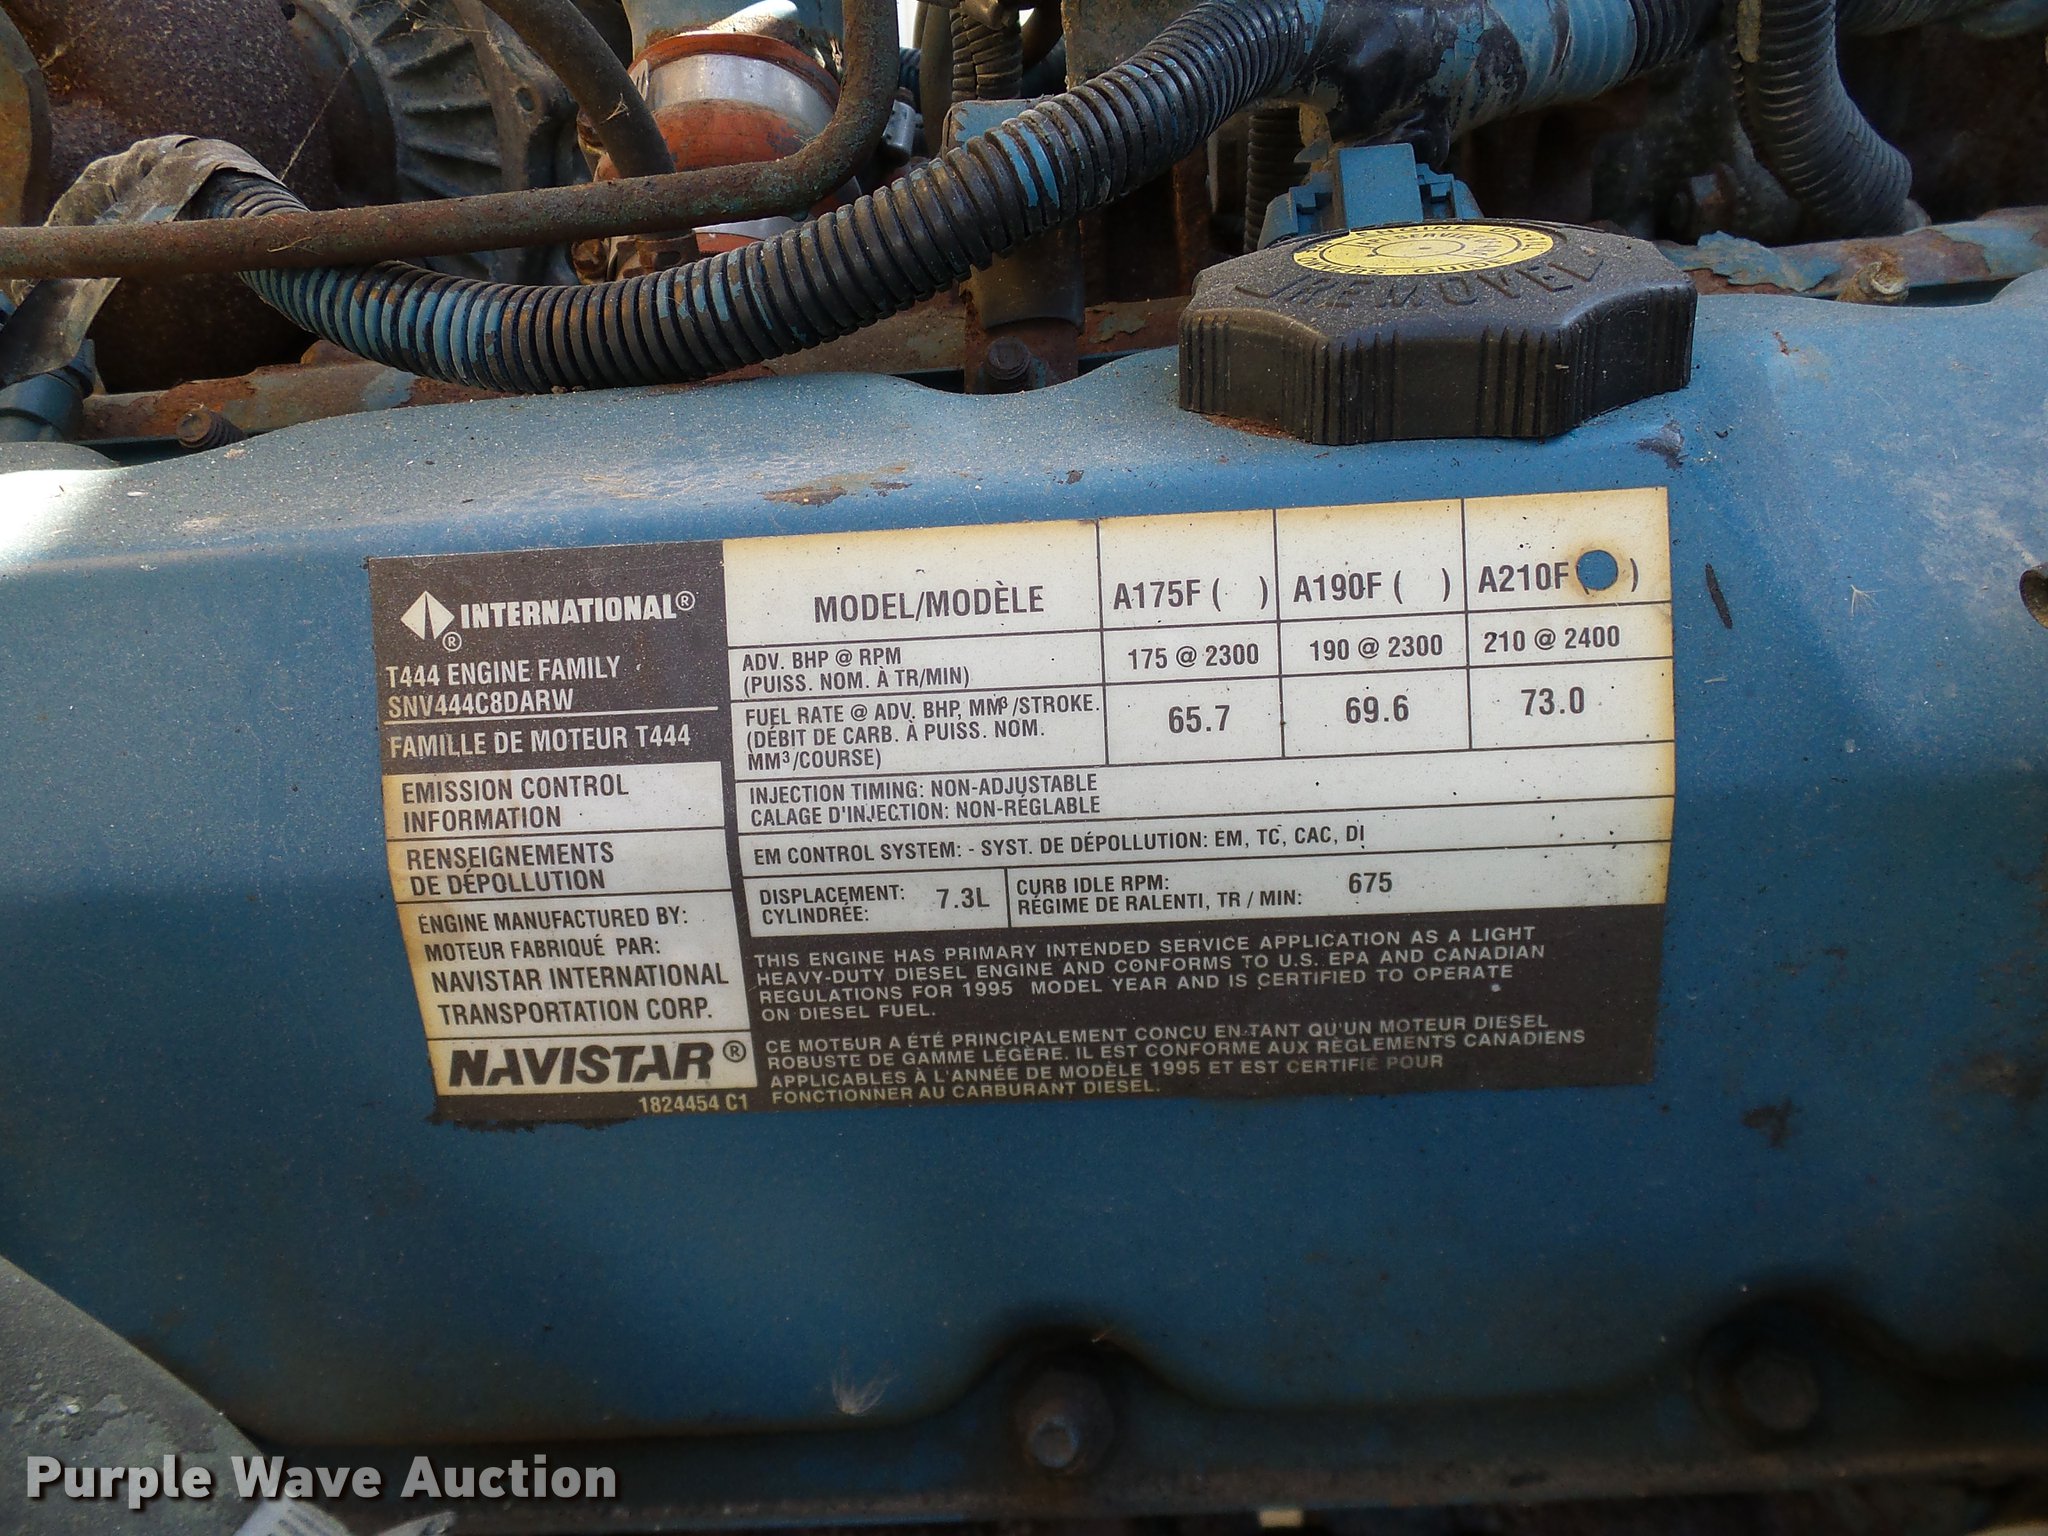 REMOVEL
INTERNATIONAL®
®
T444 ENGINE FAMILY
SNV444C8DARW
FAMILLE DE MOTEUR T444
EMISSION CONTROL
INFORMATION
RENSEIGNEMENTS
DE DÉPOLLUTION
ENGINE MANUFACTURED BY:
MOTEUR FABRIQUÉ PAR:
NAVISTAR INTERNATIONAL
TRANSPORTATION CORP.
NAVISTAR®
1824454 C1
MODEL/MODÈLE A175F ( ) A190F ( ) A210F ( )
ADV. BHP @ RPM
(PUISS. NOM. À TR/MIN) 175 @ 2300 190 @ 2300 210 @ 2400
FUEL RATE @ ADV. BHP, MM³/STROKE.
(DÉBIT DE CARB. À PUISS. NOM.
MM³/COURSE) 65.7 69.6 73.0
INJECTION TIMING: NON-ADJUSTABLE
CALAGE D'INJECTION: NON-RÉGLABLE
EM CONTROL SYSTEM: - SYST. DE DÉPOLLUTION: EM, TC, CAC, DI
DISPLACEMENT:
CYLINDRÉE: 7.3L
CURB IDLE RPM:
RÉGIME DE RALENTI, TR / MIN: 675
THIS ENGINE HAS PRIMARY INTENDED SERVICE APPLICATION AS A LIGHT
HEAVY-DUTY DIESEL ENGINE AND CONFORMS TO U.S. EPA AND CANADIAN
REGULATIONS FOR 1995 MODEL YEAR AND IS CERTIFIED TO OPERATE
ON DIESEL FUEL.
CE MOTEUR A ÉTÉ PRINCIPALEMENT CONCU EN TANT QU'UN MOTEUR DIESEL
ROBUSTE DE GAMME LÉGÈRE. IL EST CONFORME AUX RÈGLEMENTS CANADIENS
APPLICABLES À L'ANNÉE DE MODÈLE 1995 ET EST CERTIFIÉ POUR
FONCTIONNER AU CARBURANT DIESEL.
Purple Wave Auction